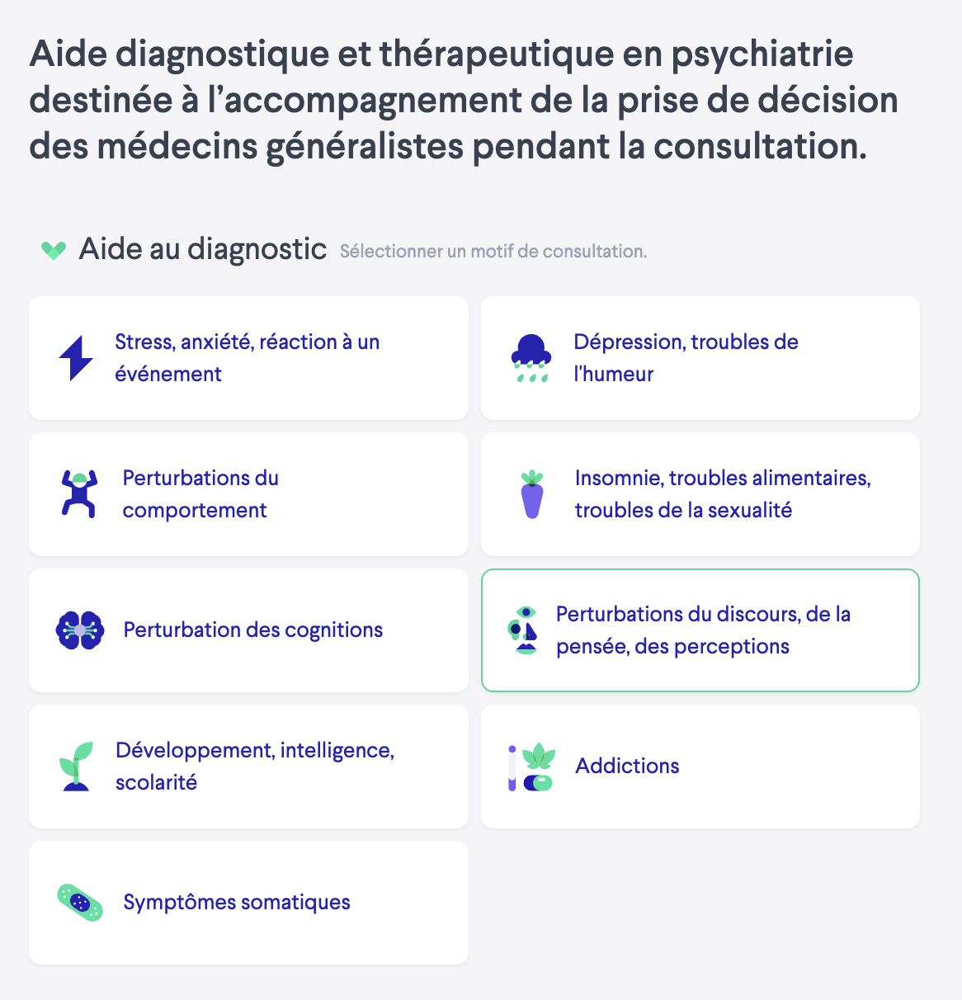 Aide diagnostique et thérapeutique en psychiatrie
destinée à l’accompagnement de la prise de décision
des médecins généralistes pendant la consultation.
Aide au diagnostic Sélectionner un motif de consultation.
Stress, anxiété, réaction à un
événement
Dépression, troubles de
l'humeur
Perturbations du
comportement
Insomnie, troubles alimentaires,
troubles de la sexualité
Perturbation des cognitions
Perturbations du discours, de la
pensée, des perceptions
Développement, intelligence,
scolarité
Addictions
Symptômes somatiques